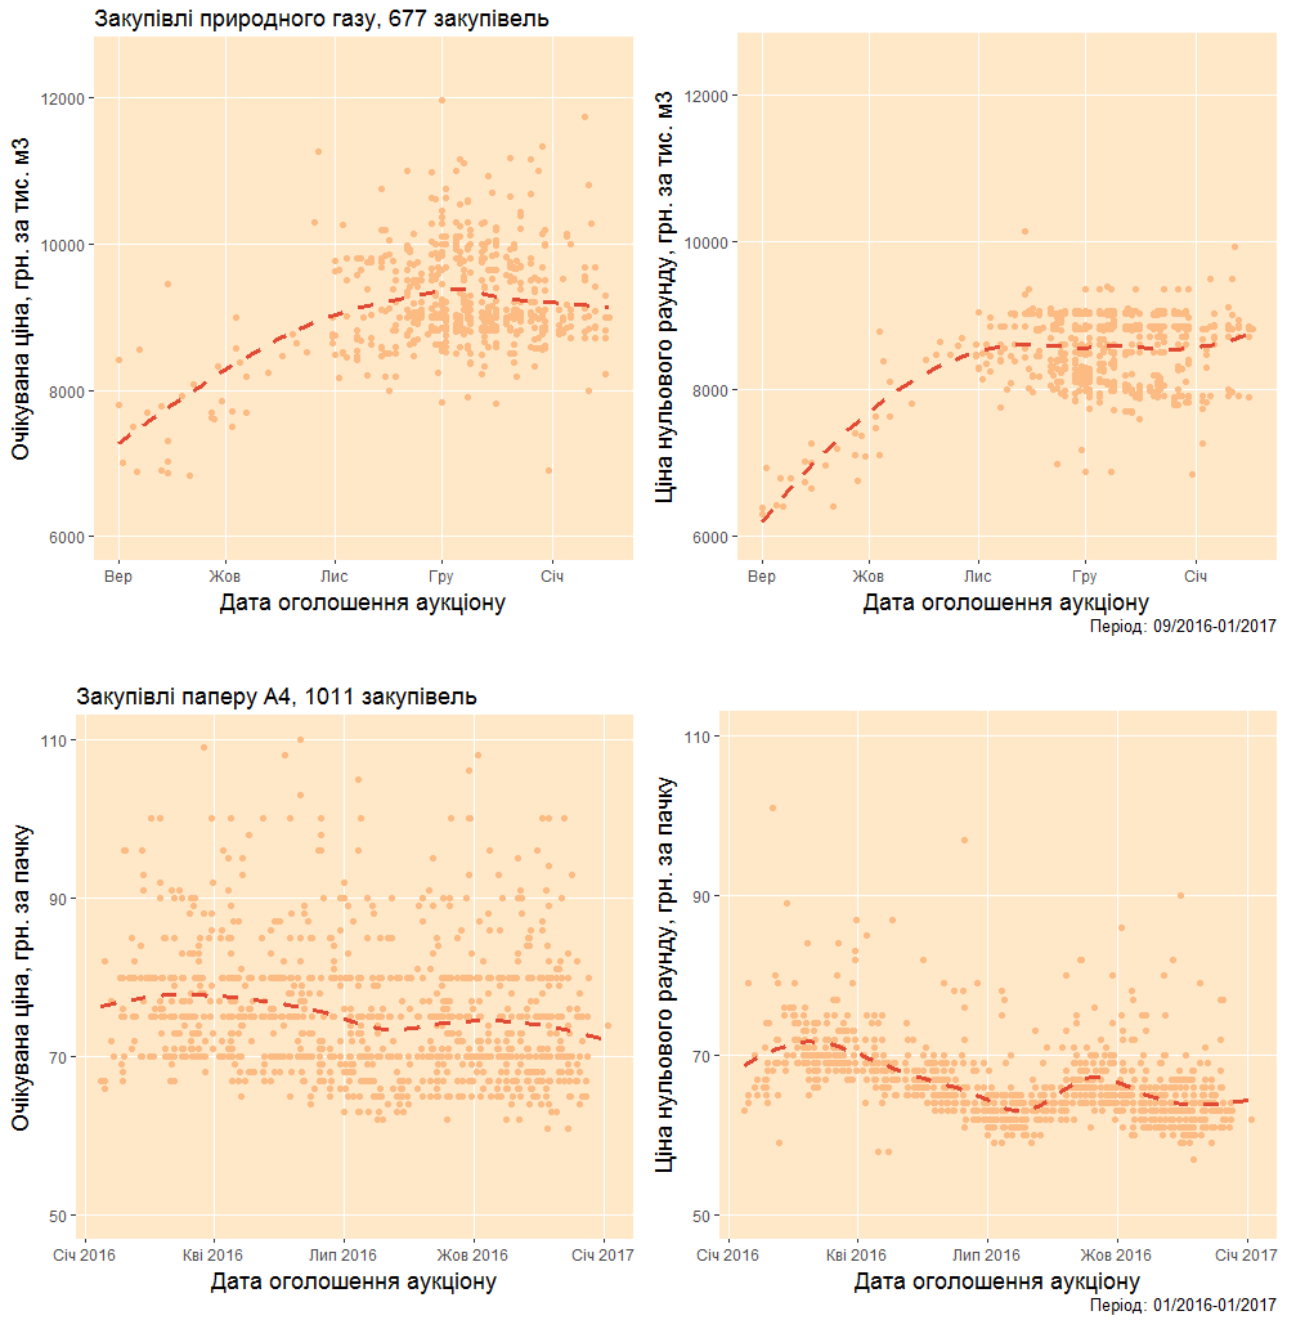 Закупівлі природного газу, 677 закупівель
Очікувана ціна, грн. за тис. м3
12000
10000
8000
6000
Вер Жов Лис Гру Січ
Дата оголошення аукціону
Ціна нульового раунду, грн. за тис. м3
12000
10000
8000
6000
Вер Жов Лис Гру Січ
Дата оголошення аукціону
Період: 09/2016-01/2017
Закупівлі паперу А4, 1011 закупівель
Очікувана ціна, грн. за пачку
110
90
70
50
Січ 2016 Кві 2016 Лип 2016 Жов 2016 Січ 2017
Дата оголошення аукціону
Ціна нульового раунду, грн. за пачку
110
90
70
50
Січ 2016 Кві 2016 Лип 2016 Жов 2016 Січ 2017
Дата оголошення аукціону
Період: 01/2016-01/2017